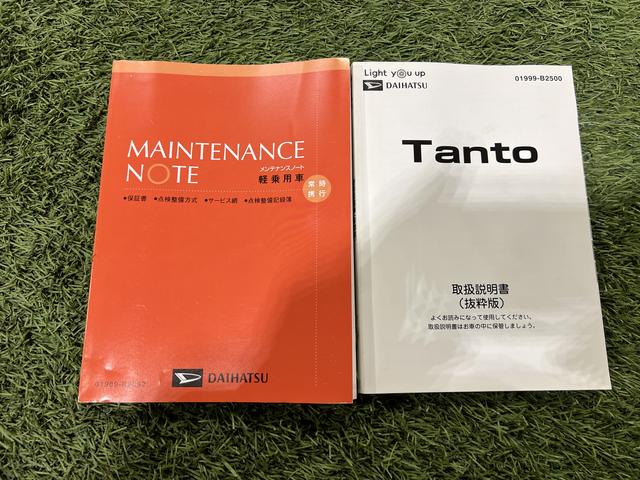 MAINTENANCE
NOTE
メンテナンスノート
軽乗用車
常時
携行
•保証書 •点検整備方式 •サービス網 •点検整備記録簿
DAIHATSU
Light you up
DAIHATSU
01999-B2500
Tanto
取扱説明書
（抜粋版）
よくお読みになって使用してください。
取扱説明書はお車の中に保管しましょう。